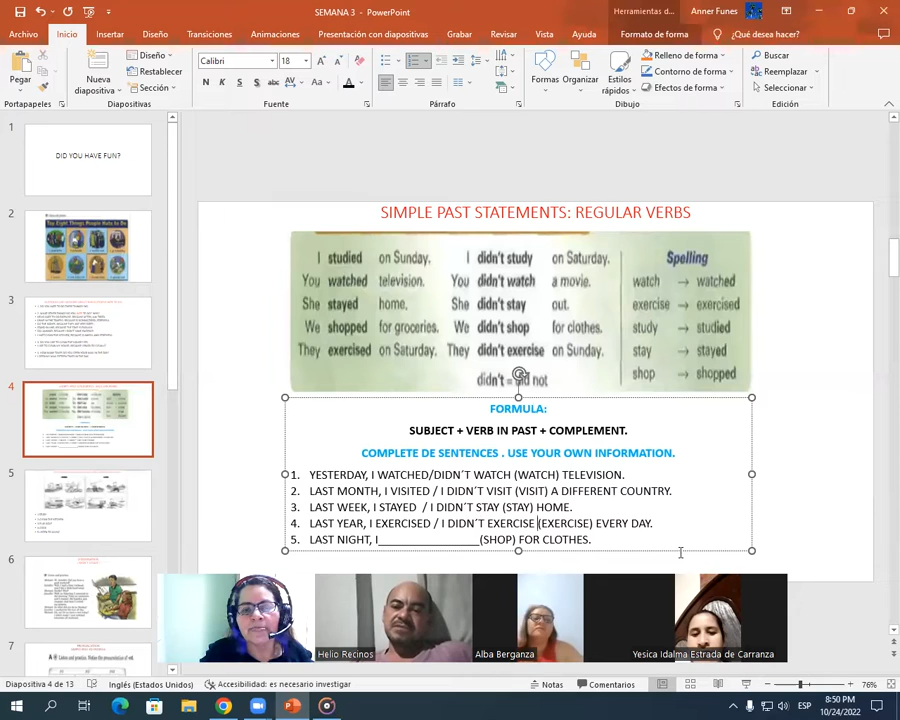 SEMANA 3 - PowerPoint
Herramientas d...
Anner Funes
Archivo Inicio Insertar Diseño Transiciones Animaciones Presentación con diapositivas Grabar Revisar Vista Ayuda Formato de forma ¿Qué desea hacer?
Pegar
Nueva diapositiva
Diseño
Restablecer
Sección
Calibri 18
N K S S
Formas Organizar Estilos rápidos
Relleno de forma
Contorno de forma
Efectos de forma
Buscar
Reemplazar
Seleccionar
Portapapeles Diapositivas Fuente Párrafo Dibujo Edición
1
DID YOU HAVE FUN?
2
3
4
5
6
7
SIMPLE PAST STATEMENTS: REGULAR VERBS
I studied on Sunday. I didn't study on Saturday. Spelling
You watched television. You didn't watch a movie. watch → watched
She stayed home. She didn't stay out. exercise → exercised
We shopped for groceries. We didn't shop for clothes. study → studied
They exercised on Saturday. They didn't exercise on Sunday. stay → stayed
didn't = did not shop → shopped
FORMULA:
SUBJECT + VERB IN PAST + COMPLEMENT.
COMPLETE DE SENTENCES . USE YOUR OWN INFORMATION.
1. YESTERDAY, I WATCHED/DIDN´T WATCH (WATCH) TELEVISION.
2. LAST MONTH, I VISITED / I DIDN´T VISIT (VISIT) A DIFFERENT COUNTRY.
3. LAST WEEK, I STAYED / I DIDN´T STAY (STAY) HOME.
4. LAST YEAR, I EXERCISED / I DIDN´T EXERCISE (EXERCISE) EVERY DAY.
5. LAST NIGHT, I_________________(SHOP) FOR CLOTHES.
Helio Recinos
Alba Berganza
Yesica Idalma Estrada de Carranza
Diapositiva 4 de 13
Inglés (Estados Unidos)
Accesibilidad: es necesario investigar
Notas
Comentarios
76%
ESP
8:50 PM
10/24/2022